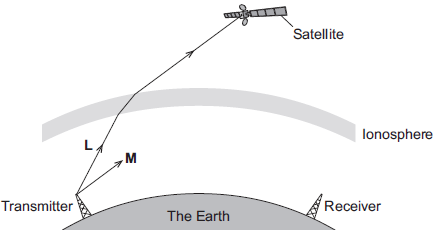 Satellite
Ionosphere
L
M
Transmitter
The Earth
Receiver